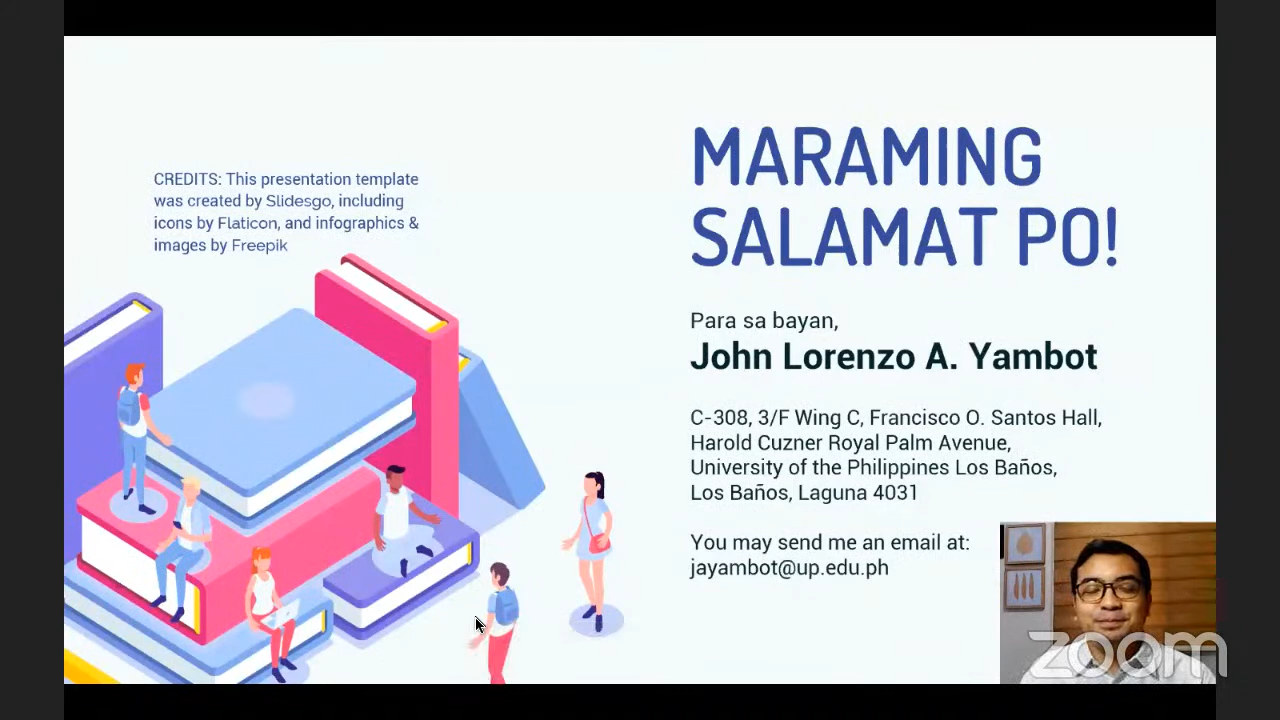 CREDITS: This presentation template
was created by Slidesgo, including
icons by Flaticon, and infographics &
images by Freepik
MARAMING
SALAMAT PO!
Para sa bayan,
John Lorenzo A. Yambot
C-308, 3/F Wing C, Francisco O. Santos Hall,
Harold Cuzner Royal Palm Avenue,
University of the Philippines Los Baños,
Los Baños, Laguna 4031
You may send me an email at:
jayambot@up.edu.ph
zoom